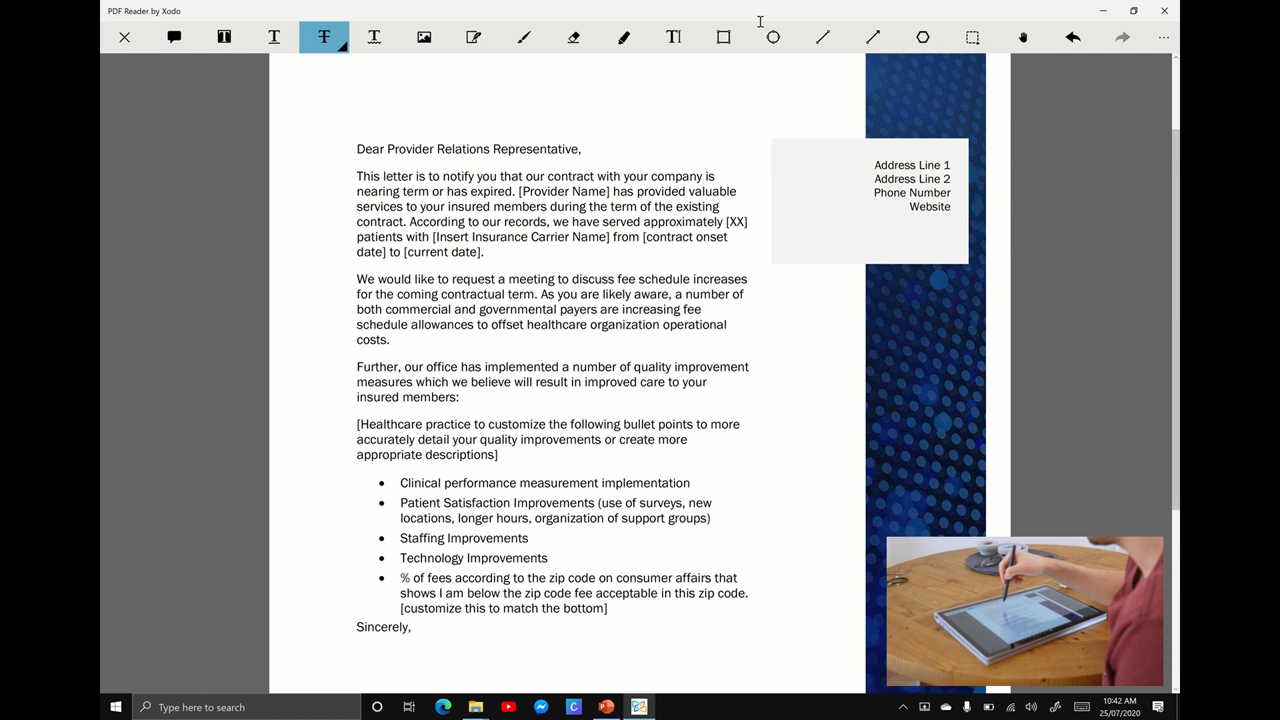 PDF Reader by Xodo
Dear Provider Relations Representative,
This letter is to notify you that our contract with your company is
nearing term or has expired. [Provider Name] has provided valuable
services to your insured members during the term of the existing
contract. According to our records, we have served approximately [XX]
patients with [Insert Insurance Carrier Name] from [contract onset
date] to [current date].
We would like to request a meeting to discuss fee schedule increases
for the coming contractual term. As you are likely aware, a number of
both commercial and governmental payers are increasing fee
schedule allowances to offset healthcare organization operational
costs.
Further, our office has implemented a number of quality improvement
measures which we believe will result in improved care to your
insured members:
[Healthcare practice to customize the following bullet points to more
accurately detail your quality improvements or create more
appropriate descriptions]
• Clinical performance measurement implementation
• Patient Satisfaction Improvements (use of surveys, new
locations, longer hours, organization of support groups)
• Staffing Improvements
• Technology Improvements
• % of fees according to the zip code on consumer affairs that
shows I am below the zip code fee acceptable in this zip code.
[customize this to match the bottom]
Sincerely,
Address Line 1
Address Line 2
Phone Number
Website
Type here to search
10:42 AM
25/07/2020